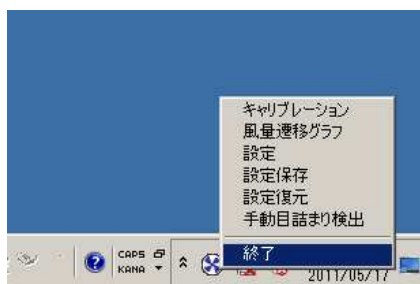 キャリブレーション
風量遷移グラフ
設定
設定保存
設定復元
手動目詰まり検出
終了
CAPS
KANA
2011/05/17